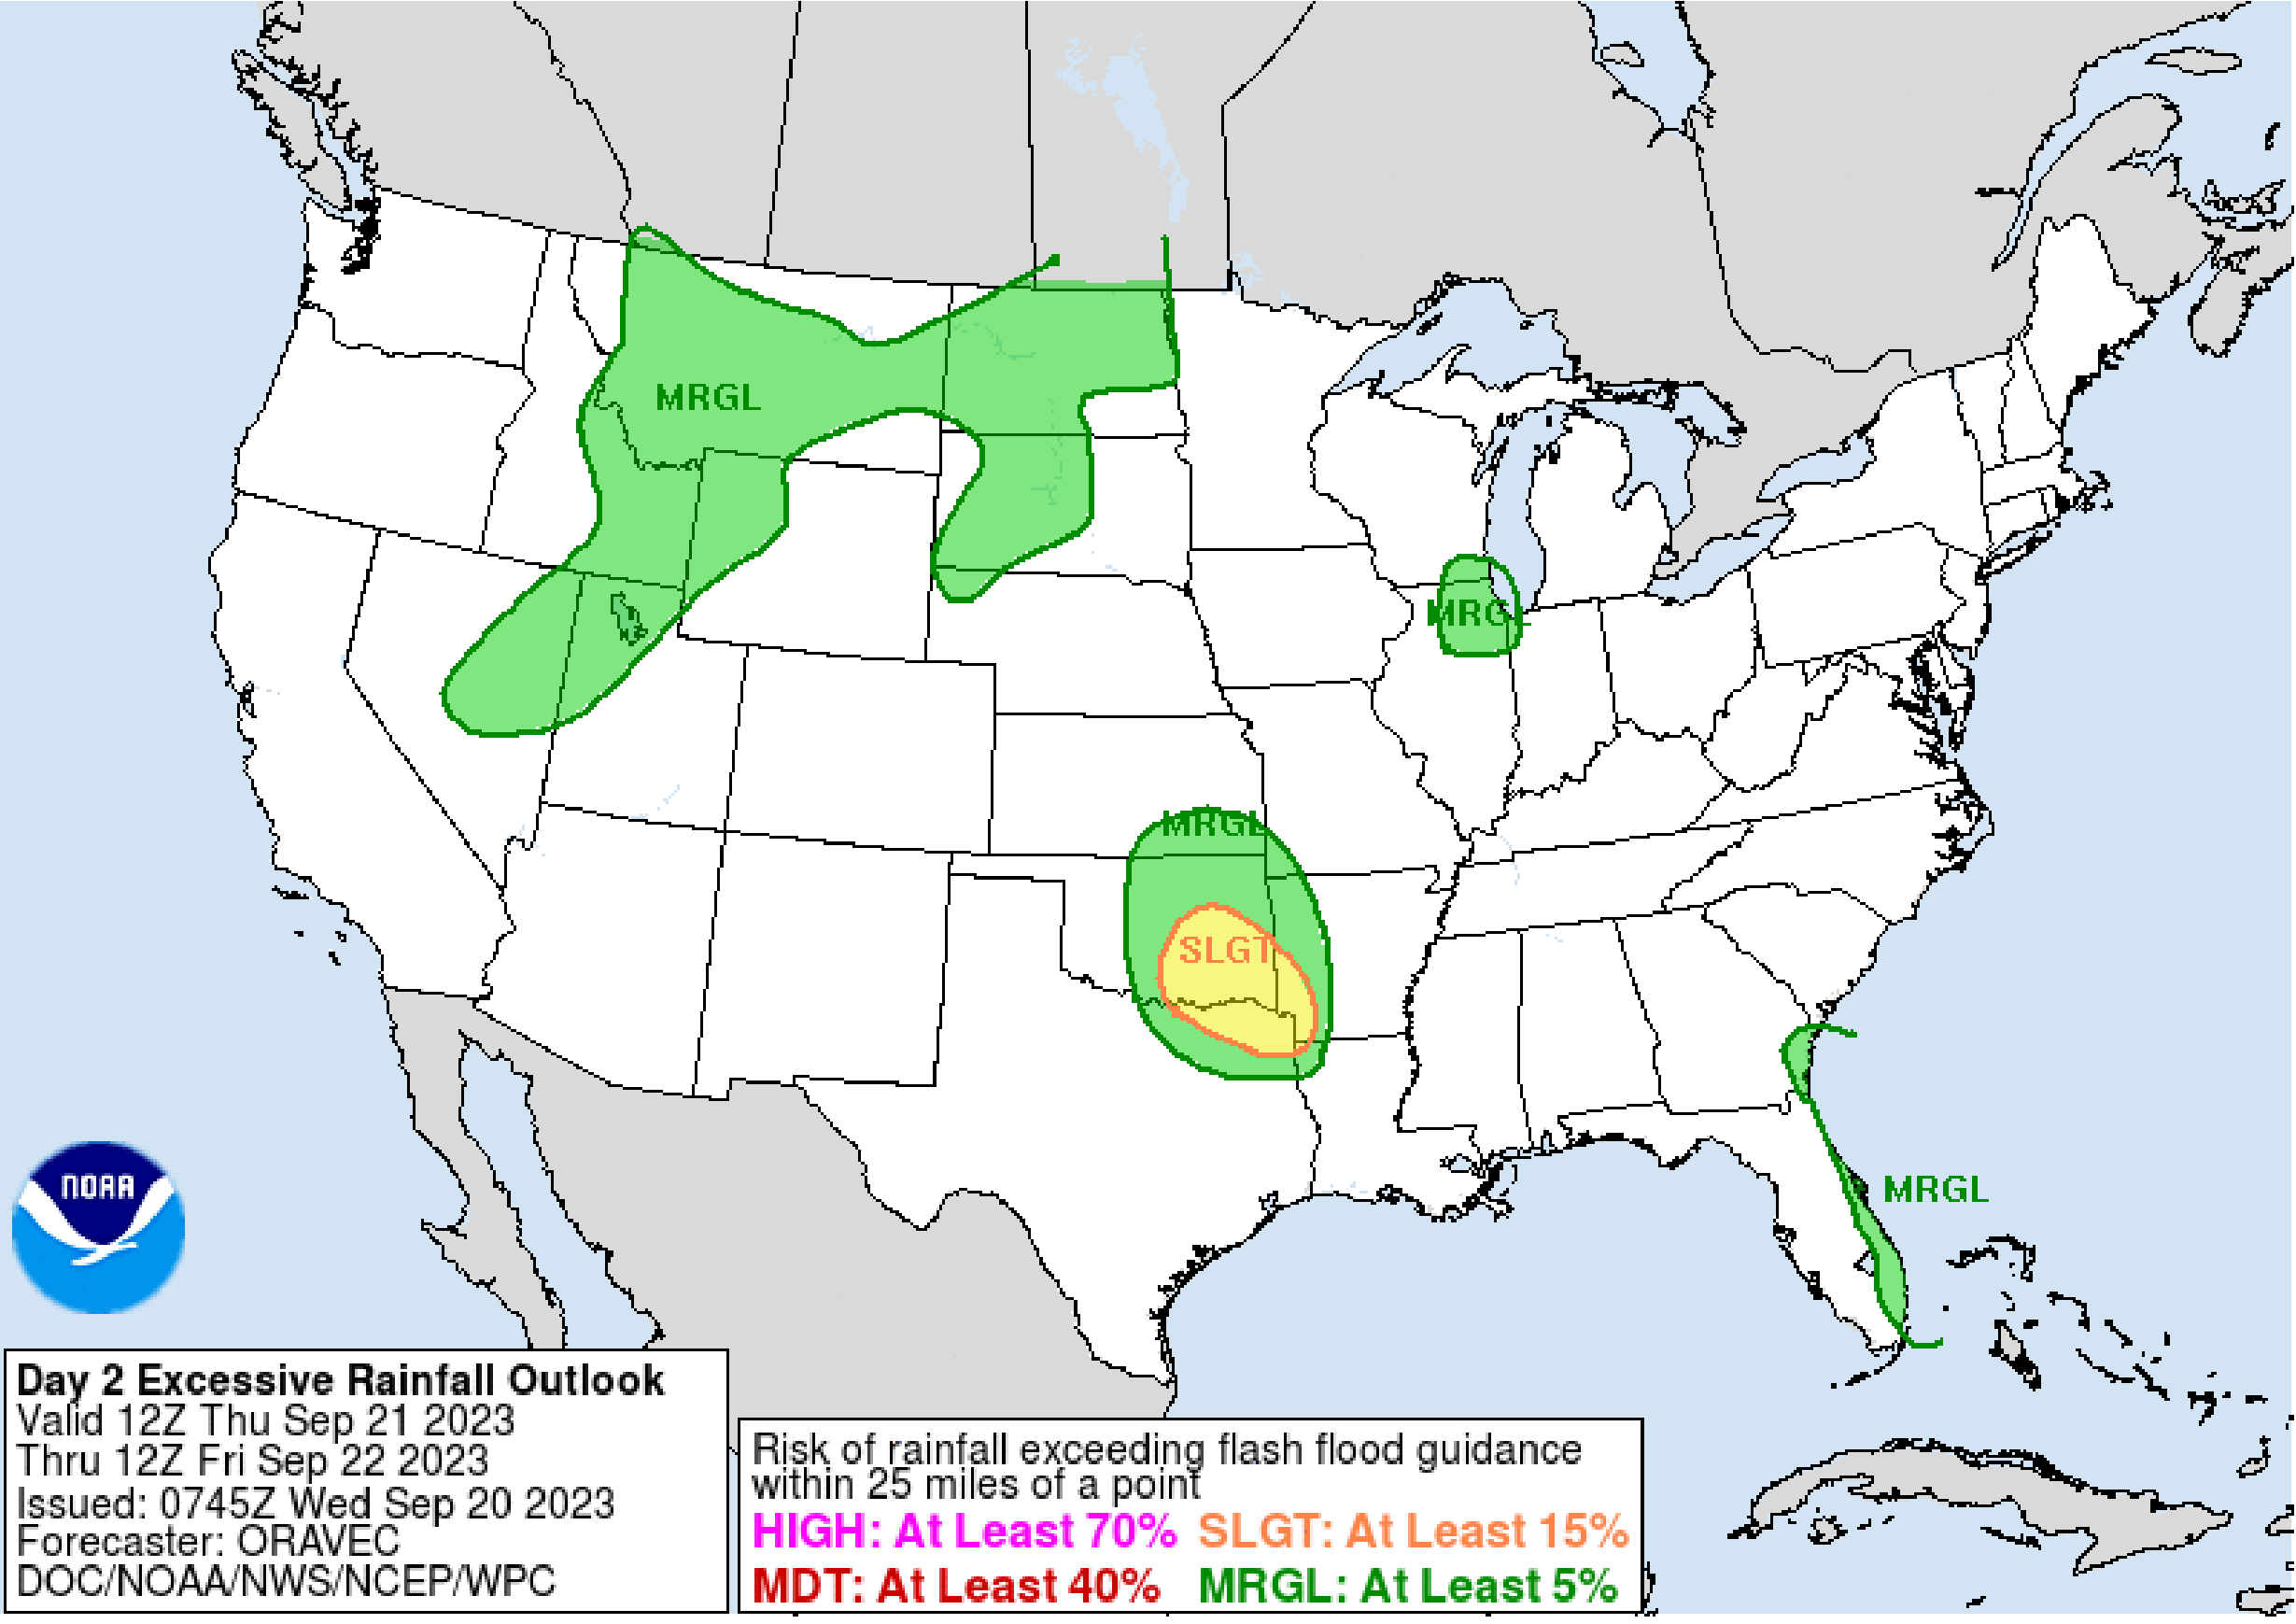 MRGL
MRGL
MRGL
SLGT
MRGL
NOAA
Day 2 Excessive Rainfall Outlook
Valid 12Z Thu Sep 21 2023
Thru 12Z Fri Sep 22 2023
Issued: 0745Z Wed Sep 20 2023
Forecaster: ORAVEC
DOC/NOAA/NWS/NCEP/WPC
Risk of rainfall exceeding flash flood guidance
within 25 miles of a point
HIGH: At Least 70% SLGT: At Least 15%
MDT: At Least 40% MRGL: At Least 5%